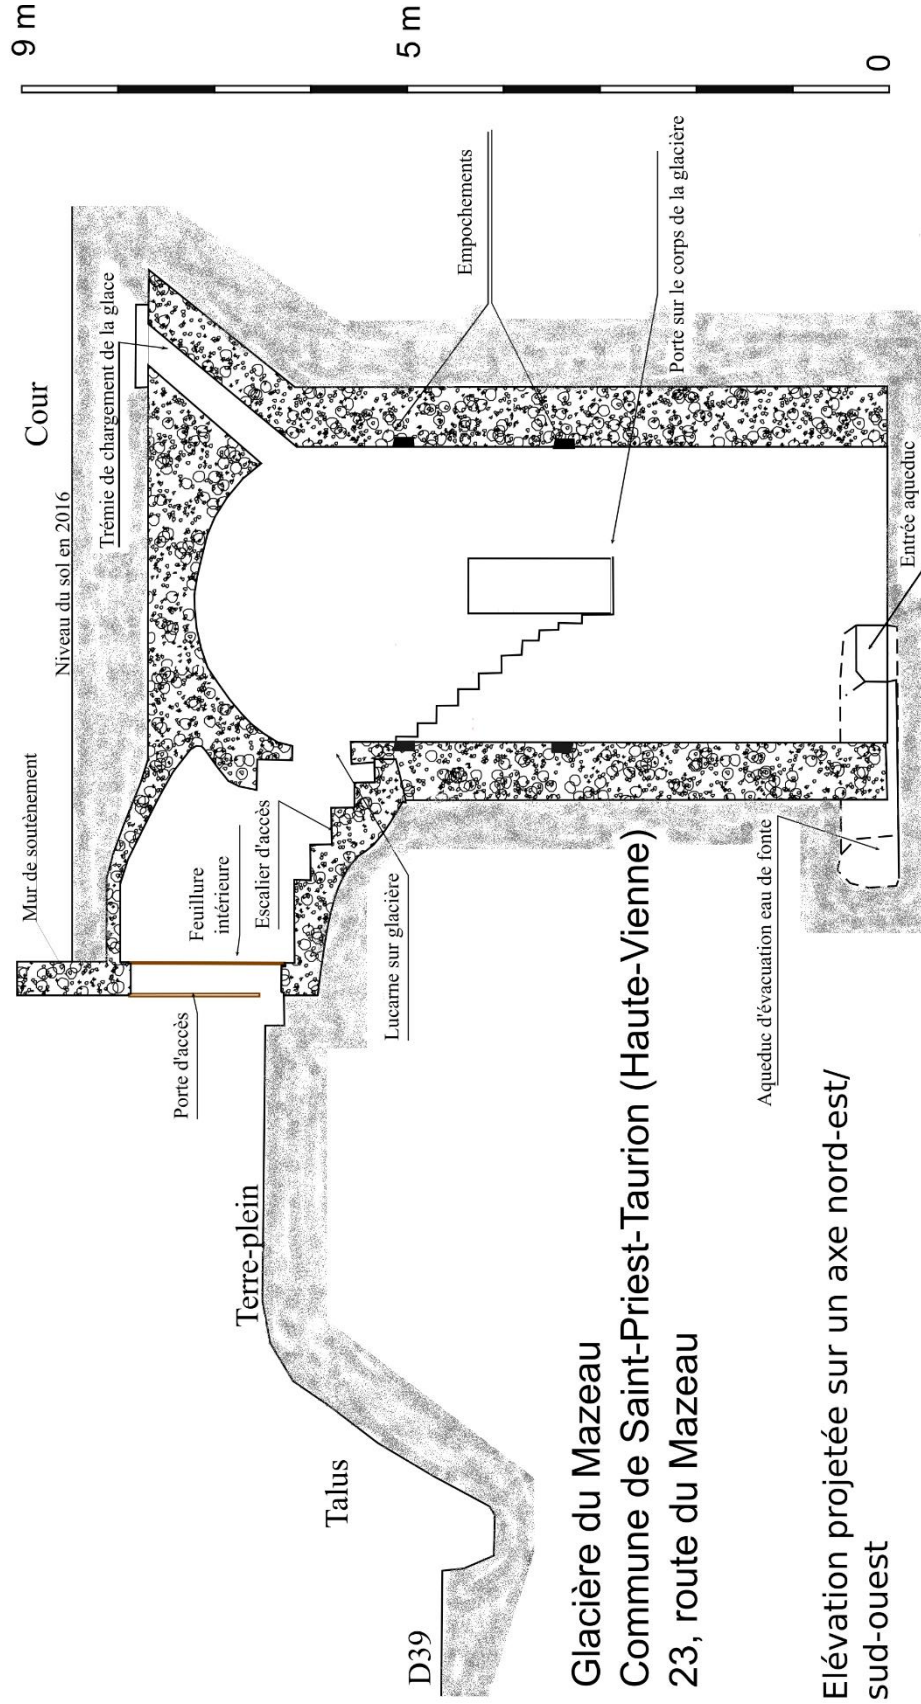 9 m
5 m
0
Cour
Niveau du sol en 2016
Mur de soutènement
Trémie de chargement de la glace
Empochements
Porte sur le corps de la glacière
Feuillure
intérieure
Escalier d'accès
Porte d'accès
Lucarne sur glacière
Entrée aqueduc
Aqueduc d'évacuation eau de fonte
Terre-plein
Talus
D39
Glacière du Mazeau
Commune de Saint-Priest-Taurion (Haute-Vienne)
23, route du Mazeau
Elévation projetée sur un axe nord-est/
sud-ouest